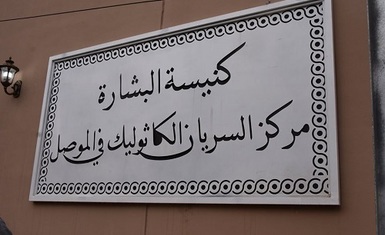 كنيسة البشارة
مركز السريان الكاثوليك في الموصل